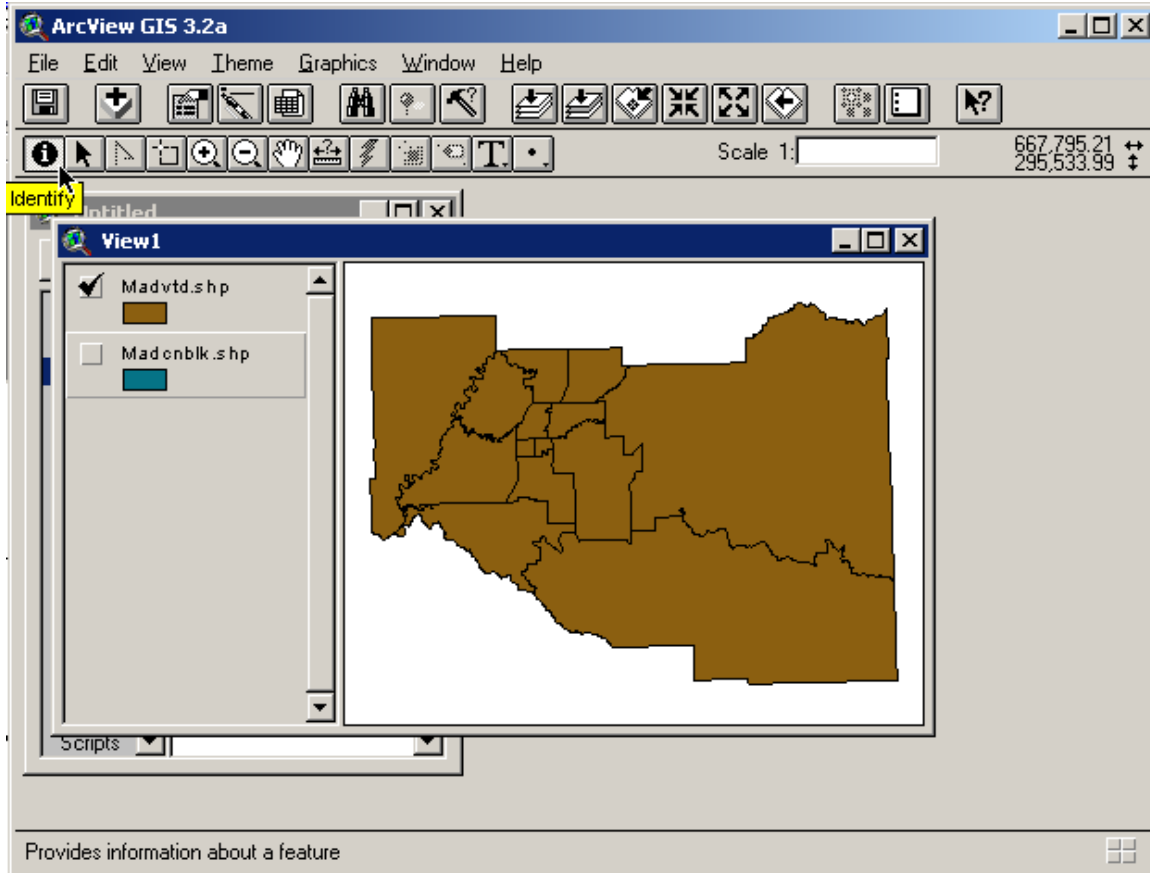 ArcView GIS 3.2a
File Edit View Theme Graphics Window Help
Scale 1:
667,795.21
295,533.99
Identify
Untitled
View1
Madvtd.shp
Madcnblk.shp
Scripts
Provides information about a feature